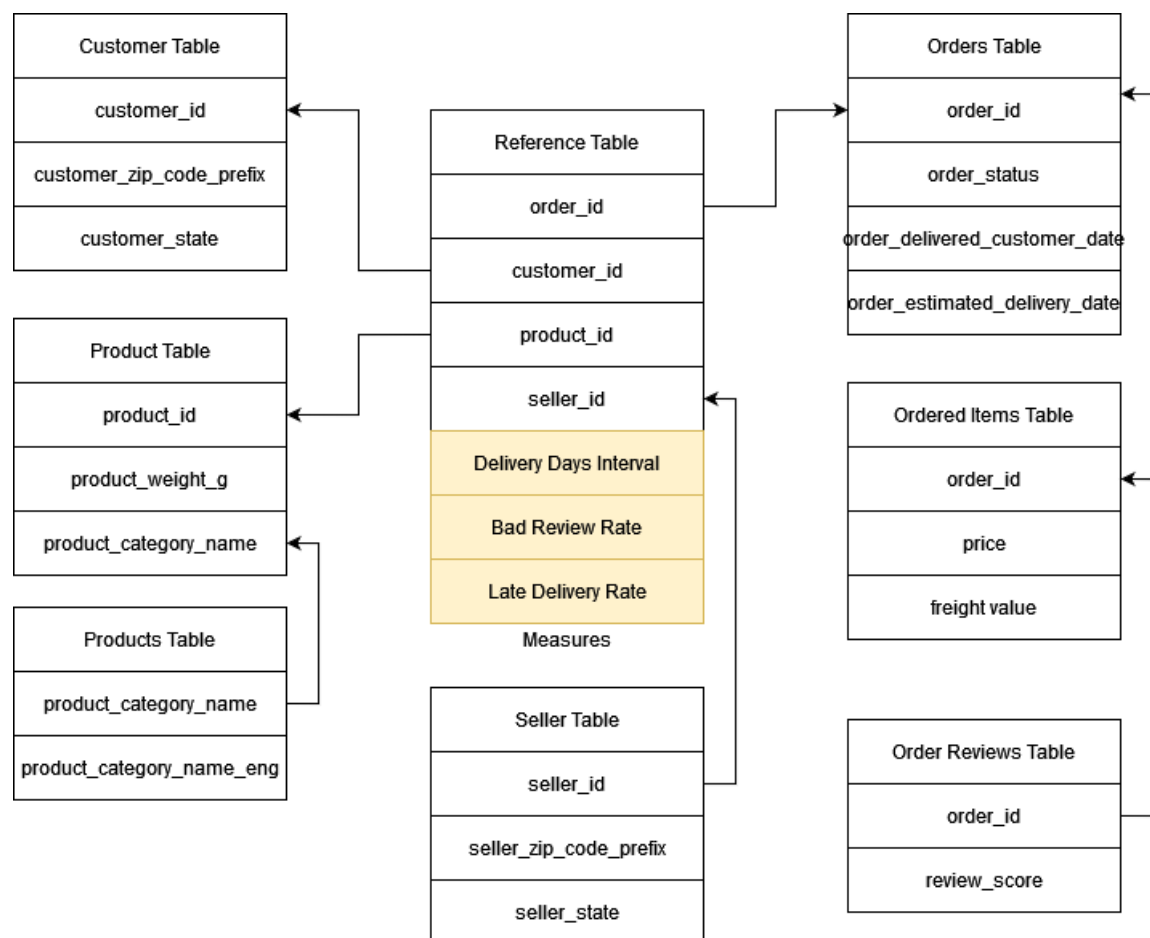 Customer Table
customer_id
customer_zip_code_prefix
customer_state
Product Table
product_id
product_weight_g
product_category_name
Products Table
product_category_name
product_category_name_eng
Reference Table
order_id
customer_id
product_id
seller_id
Delivery Days Interval
Bad Review Rate
Late Delivery Rate
Measures
Seller Table
seller_id
seller_zip_code_prefix
seller_state
Orders Table
order_id
order_status
order_delivered_customer_date
order_estimated_delivery_date
Ordered Items Table
order_id
price
freight value
Order Reviews Table
order_id
review_score